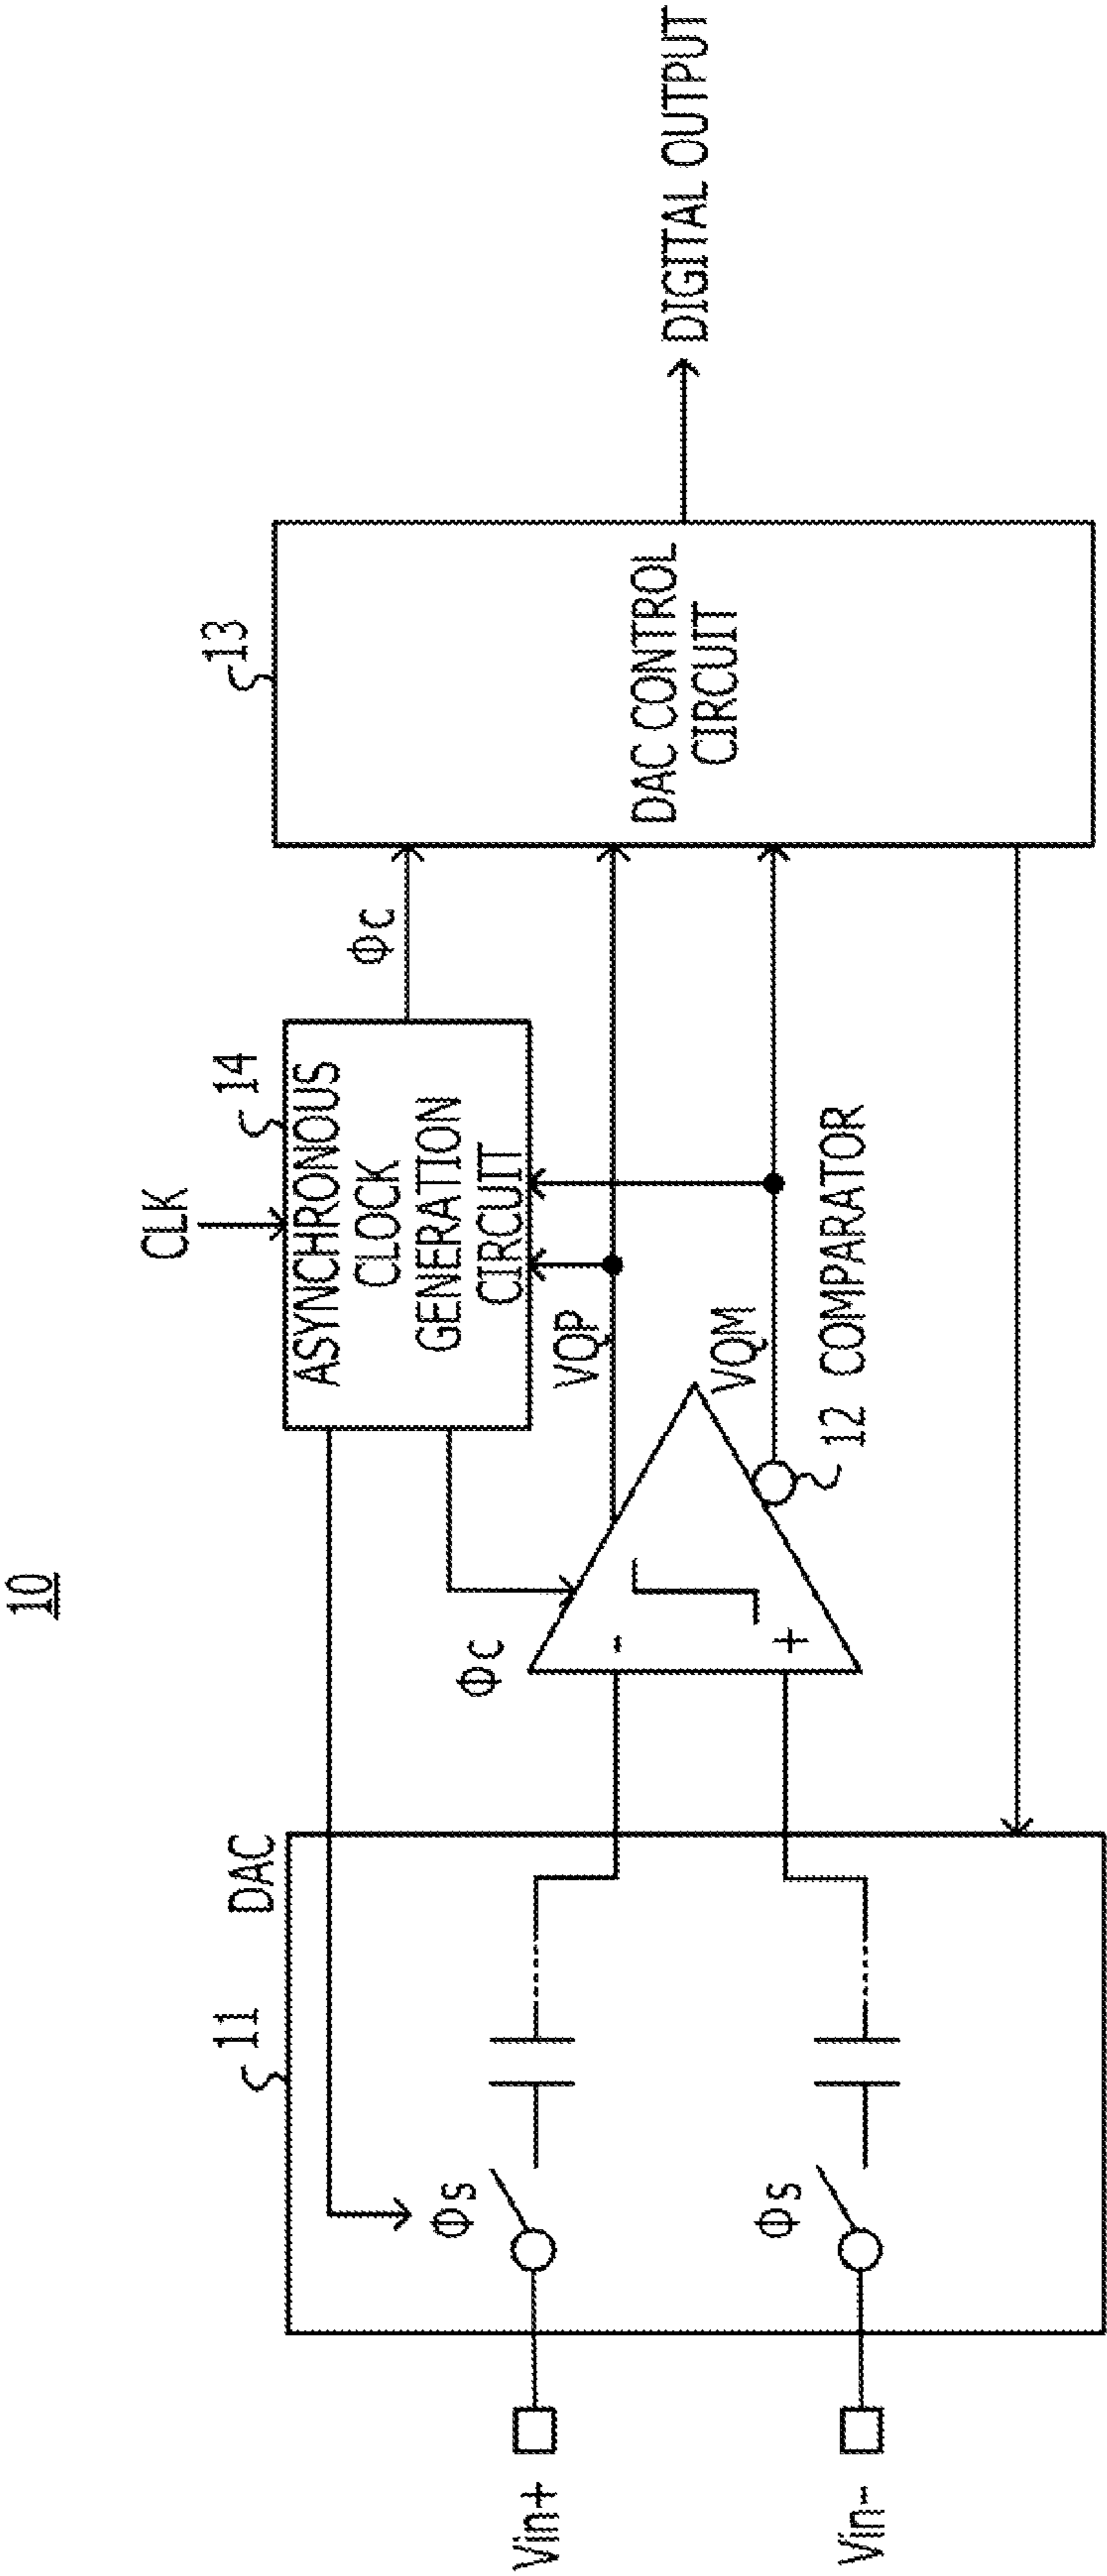 10
CLK
14
ASYNCHRONOUS
CLOCK
GENERATION
CIRCUIT
ΦC
13
DAC CONTROL
CIRCUIT
DIGITAL OUTPUT
11
DAC
ΦS
ΦS
Vin+
Vin-
ΦC
-
+
VQP
VQM
12 COMPARATOR